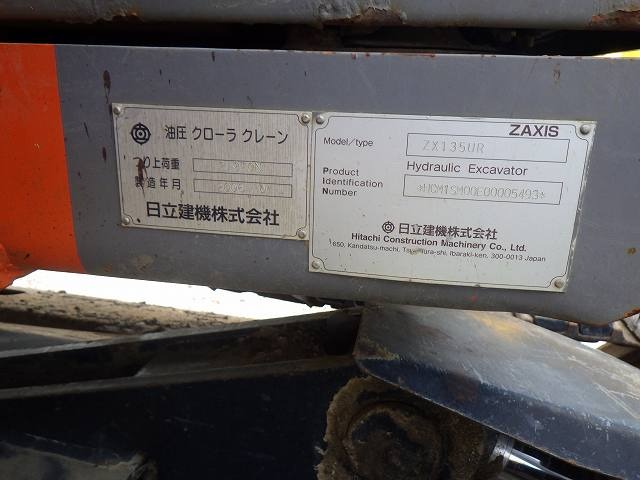 油圧 クローラ クレーン
つり上荷重
製造年月
日立建機株式会社
ZAXIS
Model/type ZX135UR
Hydraulic Excavator
Product
Identification
Number
*HCM1SM00E00005493*
日立建機株式会社
Hitachi Construction Machinery Co., Ltd.
650, Kandatsu-machi, Tsuchiura-shi, Ibaraki-ken, 300-0013 Japan